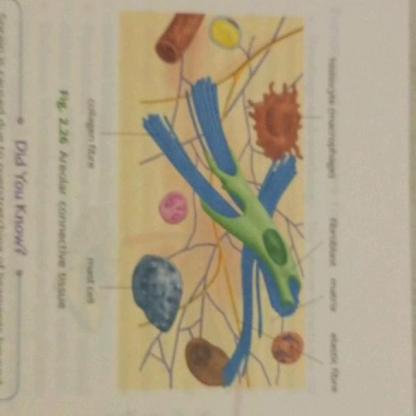 histiocyte (macrophage)
fibroblast
matrix
elastic fibre
collagen fibre
mast cell
Fig. 2.26 Areolar connective tissue
Did You Know?